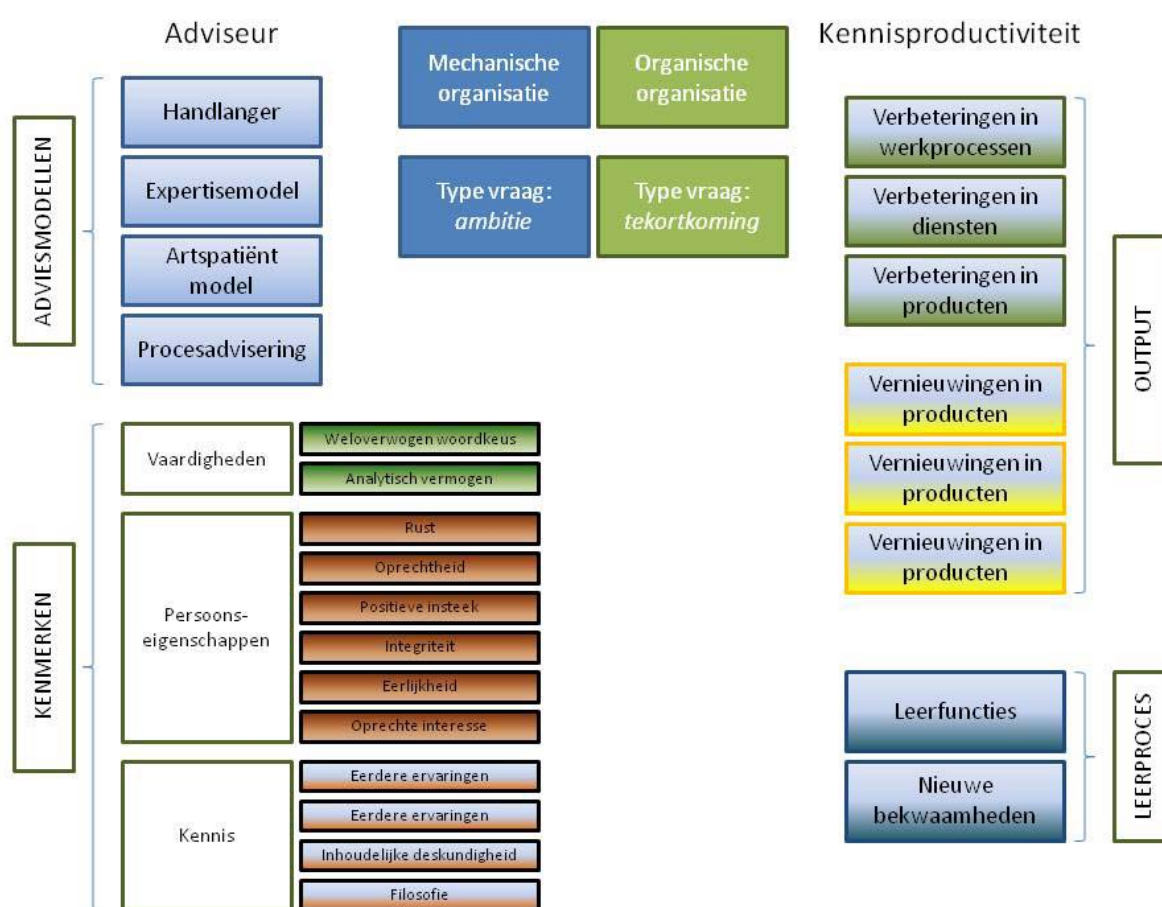 Adviseur
ADVIESMODELLEN
Handlanger
Expertisemodel
Artspatiënt
model
Procesadvisering
Mechanische
organisatie
Organische
organisatie
Type vraag:
ambitie
Type vraag:
tekortkoming
Kennisproductiviteit
Verbeteringen in
werkprocessen
Verbeteringen in
diensten
Verbeteringen in
producten
Vernieuwingen in
producten
Vernieuwingen in
producten
Vernieuwingen in
producten
OUTPUT
KENMERKEN
Vaardigheden
Weloverwogen woordkeus
Analytisch vermogen
Persoons-
eigenschappen
Rust
Oprechtheid
Positieve insteek
Integriteit
Eerlijkheid
Oprechte interesse
Kennis
Eerdere ervaringen
Eerdere ervaringen
Inhoudelijke deskundigheid
Filosofie
Leerfuncties
Nieuwe
bekwaamheden
LEERPROCES